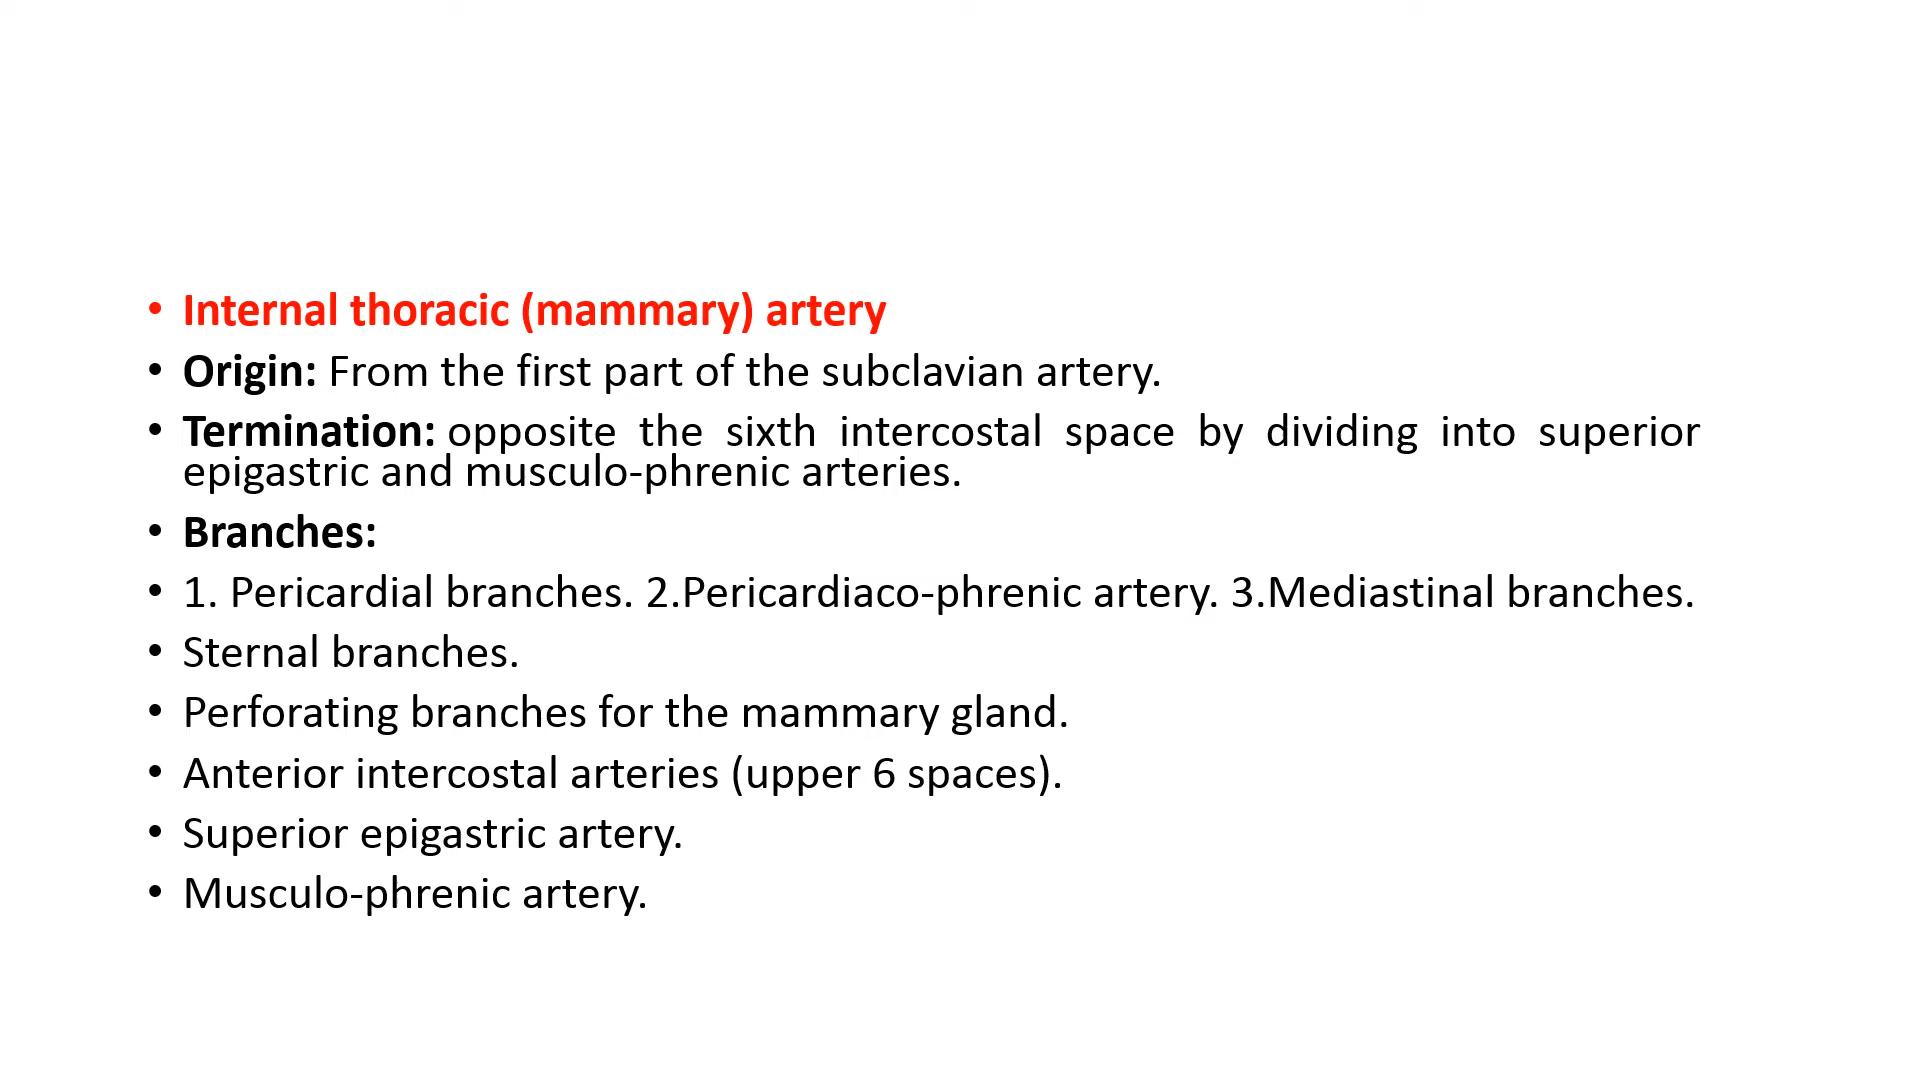 • Internal thoracic (mammary) artery
• Origin: From the first part of the subclavian artery.
• Termination: opposite the sixth intercostal space by dividing into superior
epigastric and musculo-phrenic arteries.
• Branches:
• 1. Pericardial branches. 2.Pericardiaco-phrenic artery. 3.Mediastinal branches.
• Sternal branches.
• Perforating branches for the mammary gland.
• Anterior intercostal arteries (upper 6 spaces).
• Superior epigastric artery.
• Musculo-phrenic artery.